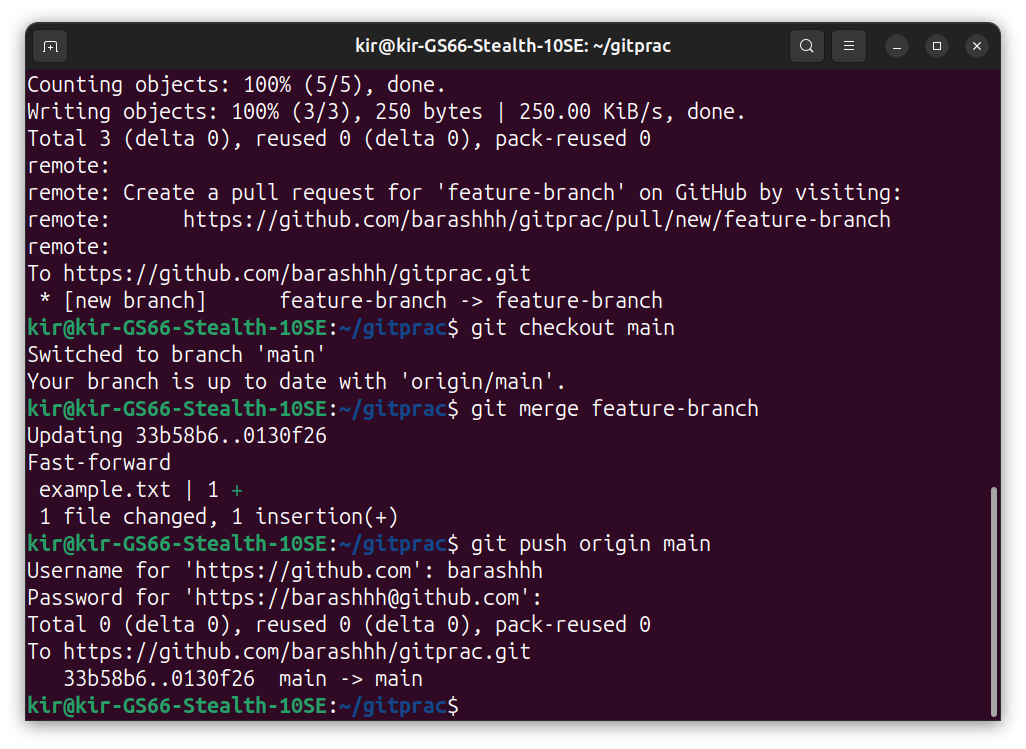 kir@kir-GS66-Stealth-10SE: ~/gitprac
Counting objects: 100% (5/5), done.
Writing objects: 100% (3/3), 250 bytes | 250.00 KiB/s, done.
Total 3 (delta 0), reused 0 (delta 0), pack-reused 0
remote:
remote: Create a pull request for 'feature-branch' on GitHub by visiting:
remote:      https://github.com/barashhh/gitprac/pull/new/feature-branch
remote:
To https://github.com/barashhh/gitprac.git
 * [new branch]      feature-branch -> feature-branch
kir@kir-GS66-Stealth-10SE:~/gitprac$ git checkout main
Switched to branch 'main'
Your branch is up to date with 'origin/main'.
kir@kir-GS66-Stealth-10SE:~/gitprac$ git merge feature-branch
Updating 33b58b6..0130f26
Fast-forward
 example.txt | 1 +
 1 file changed, 1 insertion(+)
kir@kir-GS66-Stealth-10SE:~/gitprac$ git push origin main
Username for 'https://github.com': barashhh
Password for 'https://barashhh@github.com':
Total 0 (delta 0), reused 0 (delta 0), pack-reused 0
To https://github.com/barashhh/gitprac.git
   33b58b6..0130f26  main -> main
kir@kir-GS66-Stealth-10SE:~/gitprac$